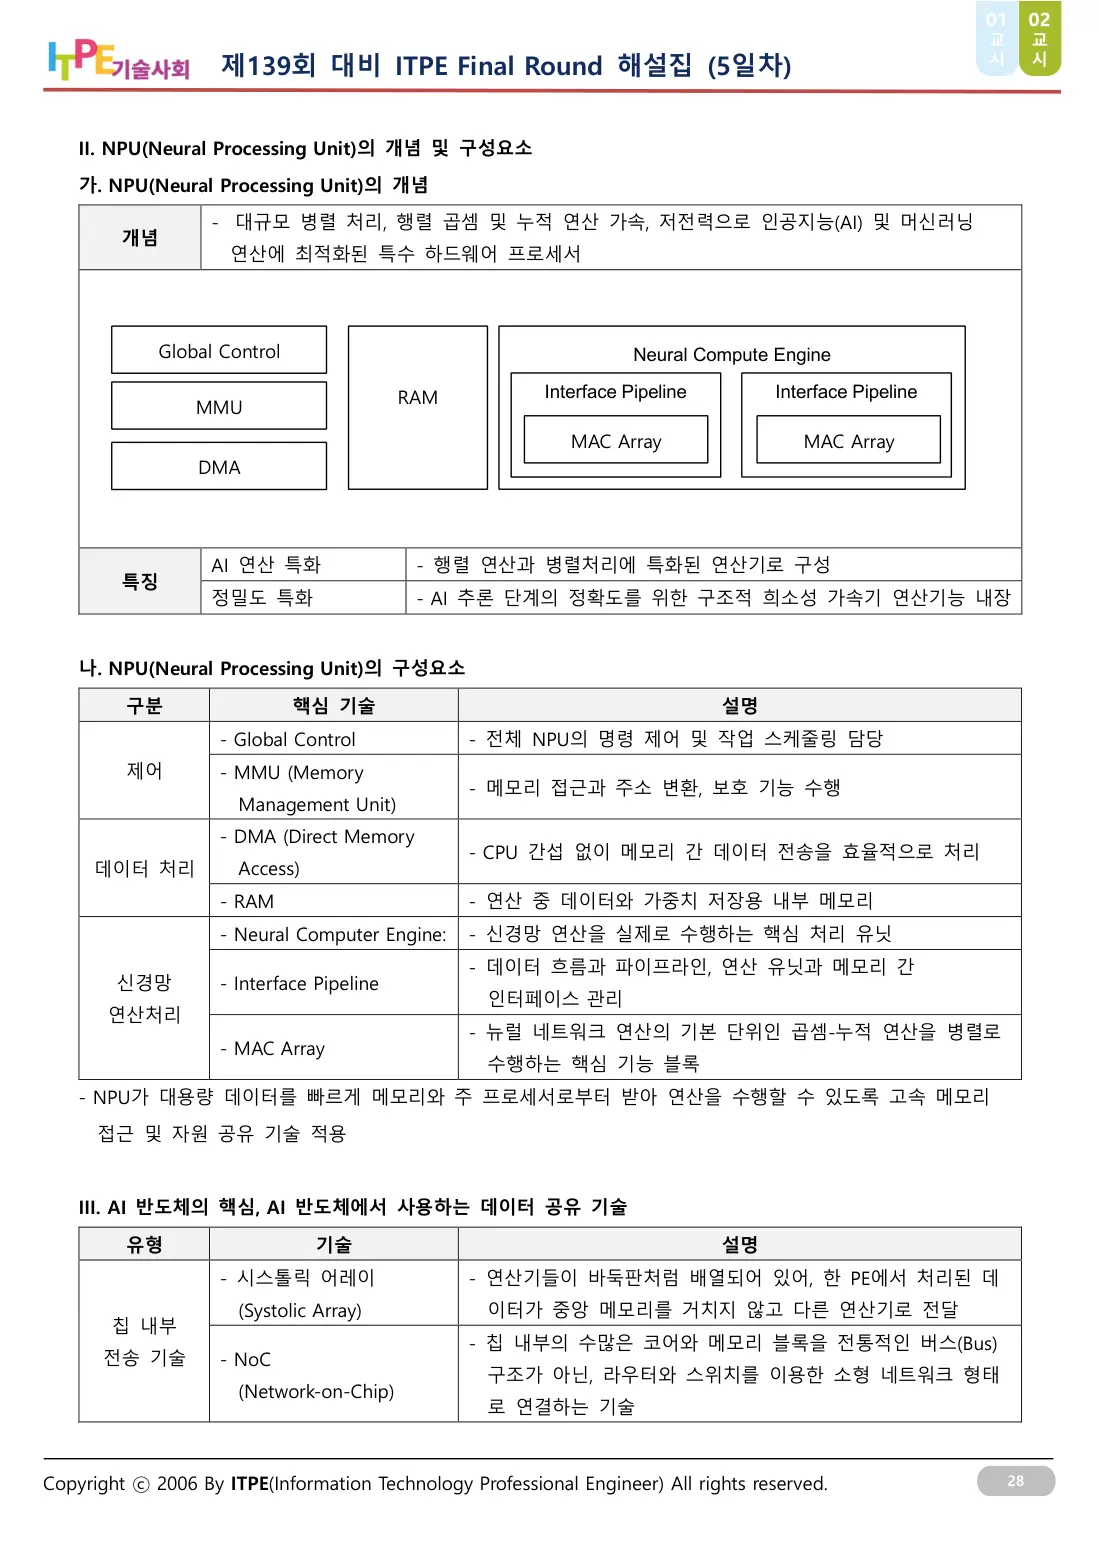 01
교
시
02
교
시
ITPE기술사회 제139회 대비 ITPE Final Round 해설집 (5일차)
II. NPU(Neural Processing Unit)의 개념 및 구성요소
가. NPU(Neural Processing Unit)의 개념
개념
- 대규모 병렬 처리, 행렬 곱셈 및 누적 연산 가속, 저전력으로 인공지능(AI) 및 머신러닝
연산에 최적화된 특수 하드웨어 프로세서
Global Control
MMU
DMA
RAM
Neural Compute Engine
Interface Pipeline
MAC Array
Interface Pipeline
MAC Array
특징
AI 연산 특화
- 행렬 연산과 병렬처리에 특화된 연산기로 구성
정밀도 특화
- AI 추론 단계의 정확도를 위한 구조적 희소성 가속기 연산기능 내장
나. NPU(Neural Processing Unit)의 구성요소
구분 핵심 기술 설명
제어
- Global Control
- 전체 NPU의 명령 제어 및 작업 스케줄링 담당
- MMU (Memory
Management Unit)
- 메모리 접근과 주소 변환, 보호 기능 수행
데이터 처리
- DMA (Direct Memory
Access)
- CPU 간섭 없이 메모리 간 데이터 전송을 효율적으로 처리
- RAM
- 연산 중 데이터와 가중치 저장용 내부 메모리
신경망
연산처리
- Neural Computer Engine:
- 신경망 연산을 실제로 수행하는 핵심 처리 유닛
- Interface Pipeline
- 데이터 흐름과 파이프라인, 연산 유닛과 메모리 간
인터페이스 관리
- MAC Array
- 뉴럴 네트워크 연산의 기본 단위인 곱셈-누적 연산을 병렬로
수행하는 핵심 기능 블록
- NPU가 대용량 데이터를 빠르게 메모리와 주 프로세서로부터 받아 연산을 수행할 수 있도록 고속 메모리
접근 및 자원 공유 기술 적용
III. AI 반도체의 핵심, AI 반도체에서 사용하는 데이터 공유 기술
유형 기술 설명
칩 내부
전송 기술
- 시스톨릭 어레이
(Systolic Array)
- 연산기들이 바둑판처럼 배열되어 있어, 한 PE에서 처리된 데
이터가 중앙 메모리를 거치지 않고 다른 연산기로 전달
- NoC
(Network-on-Chip)
- 칩 내부의 수많은 코어와 메모리 블록을 전통적인 버스(Bus)
구조가 아닌, 라우터와 스위치를 이용한 소형 네트워크 형태
로 연결하는 기술
Copyright ⓒ 2006 By ITPE(Information Technology Professional Engineer) All rights reserved.
28